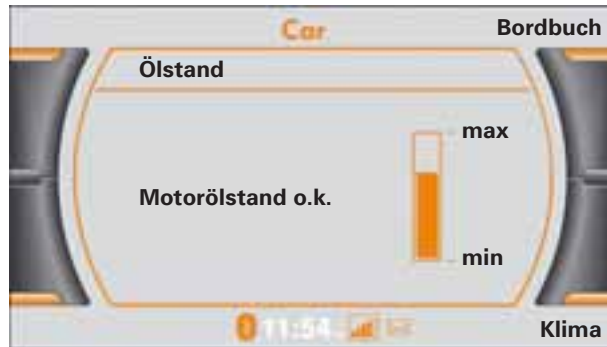 Car
Bordbuch
Ölstand
max
Motorölstand o.k.
min
11:54
Klima